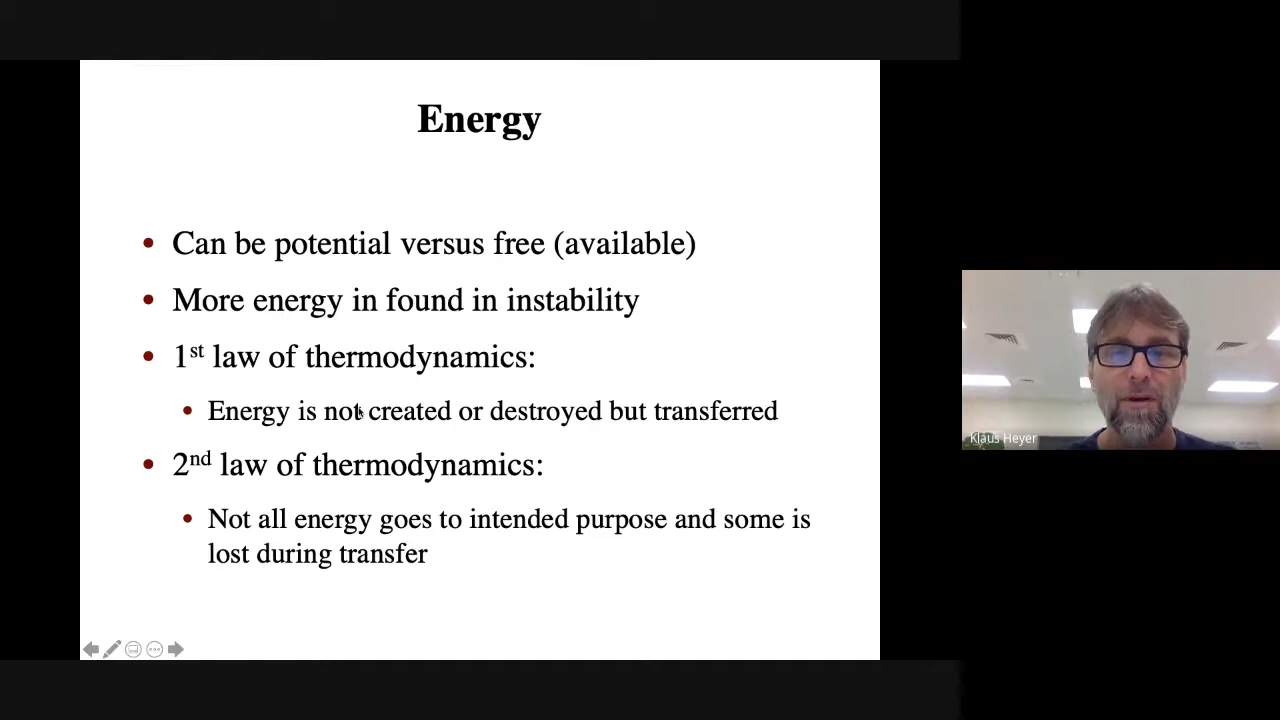 Energy
• Can be potential versus free (available)
• More energy in found in instability
• 1st law of thermodynamics:
• Energy is not created or destroyed but transferred
• 2nd law of thermodynamics:
• Not all energy goes to intended purpose and some is
lost during transfer
Klaus Heyer